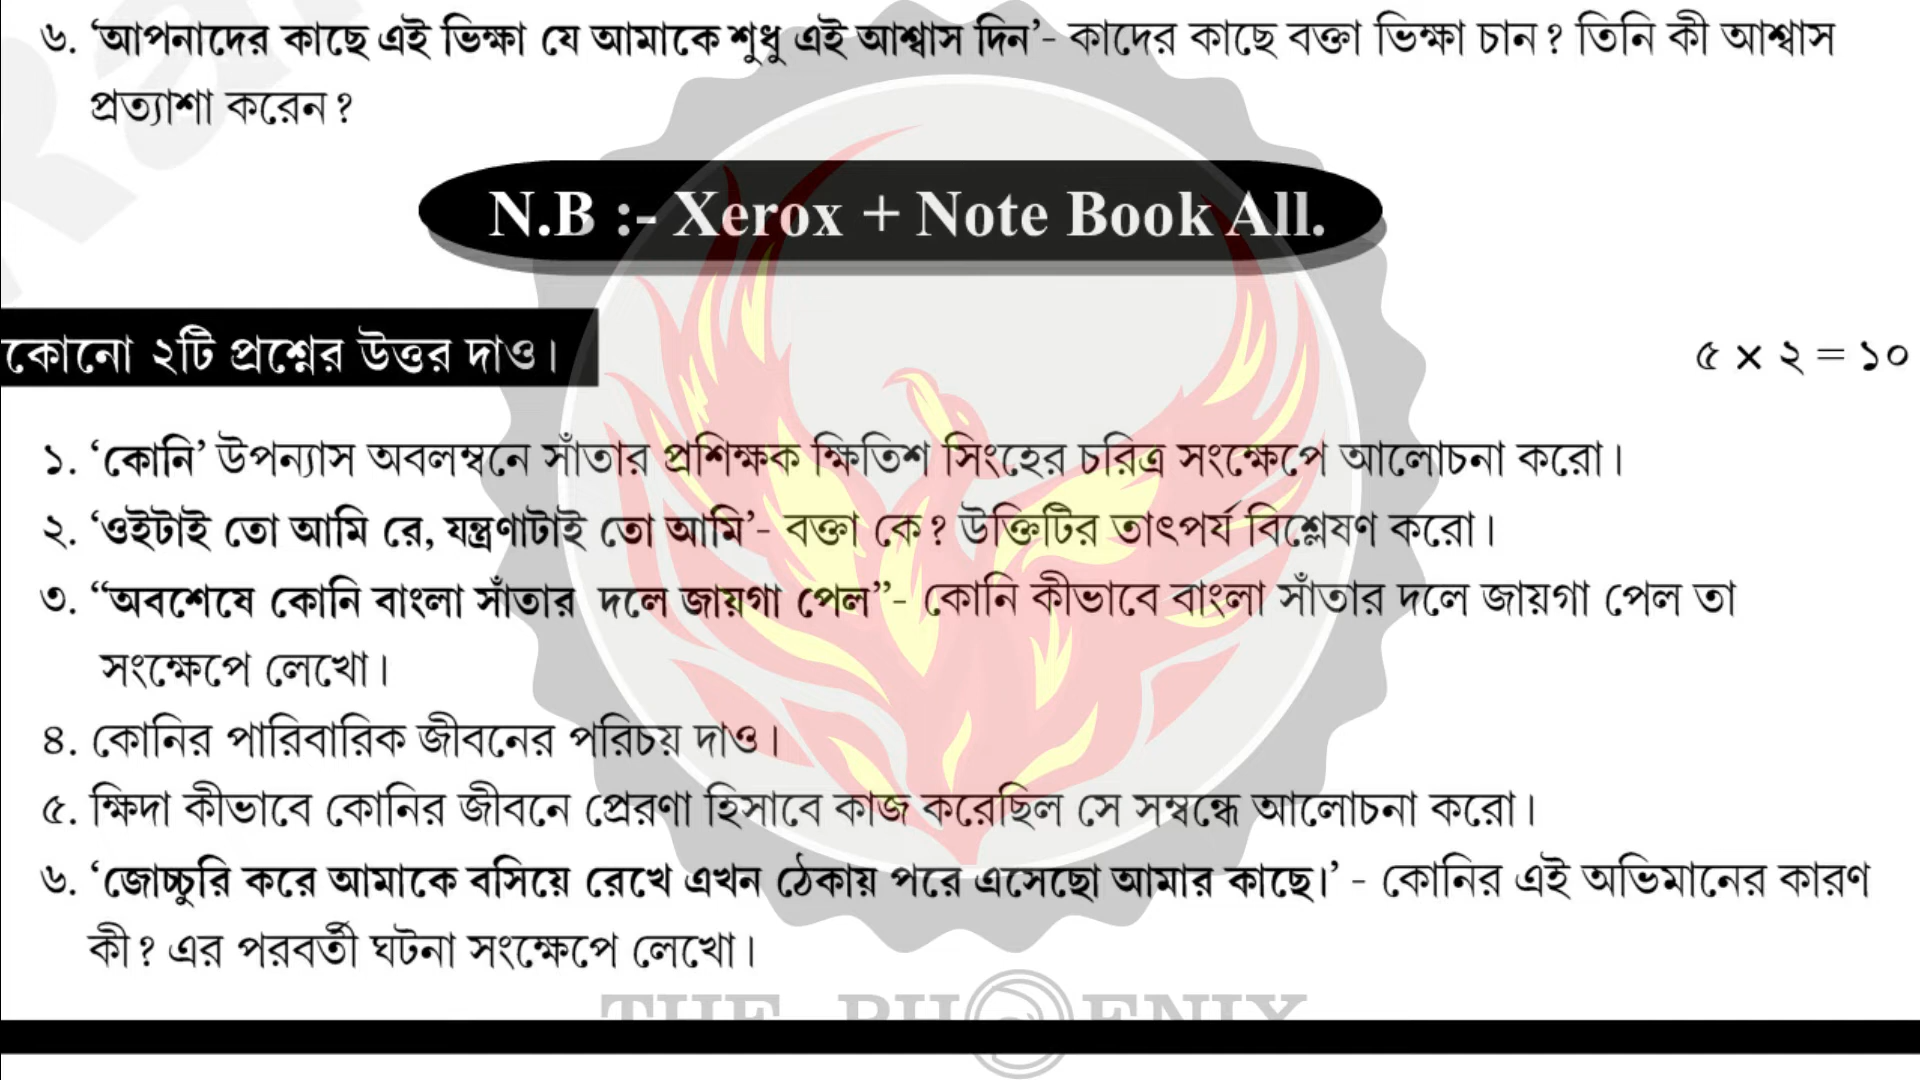 ৬. ‘আপনাদের কাছে এই ভিক্ষা যে আমাকে শুধু এই আশ্বাস দিন’- কাদের কাছে বক্তা ভিক্ষা চান? তিনি কী আশ্বাস
প্রত্যাশা করেন?
N.B :- Xerox + Note Book All.
কোনো ২টি প্রশ্নের উত্তর দাও।
৫ × ২ = ১০
১. ‘কোনি’ উপন্যাস অবলম্বনে সাঁতার প্রশিক্ষক ক্ষিতিশ সিংহের চরিত্র সংক্ষেপে আলোচনা করো।
২. ‘ওইটাই তো আমি রে, যন্ত্রণাটাই তো আমি’- বক্তা কে? উক্তিটির তাৎপর্য বিশ্লেষণ করো।
৩. “অবশেষে কোনি বাংলা সাঁতার দলে জায়গা পেল”- কোনি কীভাবে বাংলা সাঁতার দলে জায়গা পেল তা
সংক্ষেপে লেখো।
৪. কোনির পারিবারিক জীবনের পরিচয় দাও।
৫. ক্ষিদা কীভাবে কোনির জীবনে প্রেরণা হিসাবে কাজ করেছিল সে সম্বন্ধে আলোচনা করো।
৬. ‘জোচ্চুরি করে আমাকে বসিয়ে রেখে এখন ঠেকায় পরে এসেছো আমার কাছে।’ - কোনির এই অভিমানের কারণ
কী? এর পরবর্তী ঘটনা সংক্ষেপে লেখো।
THE PHOENIX